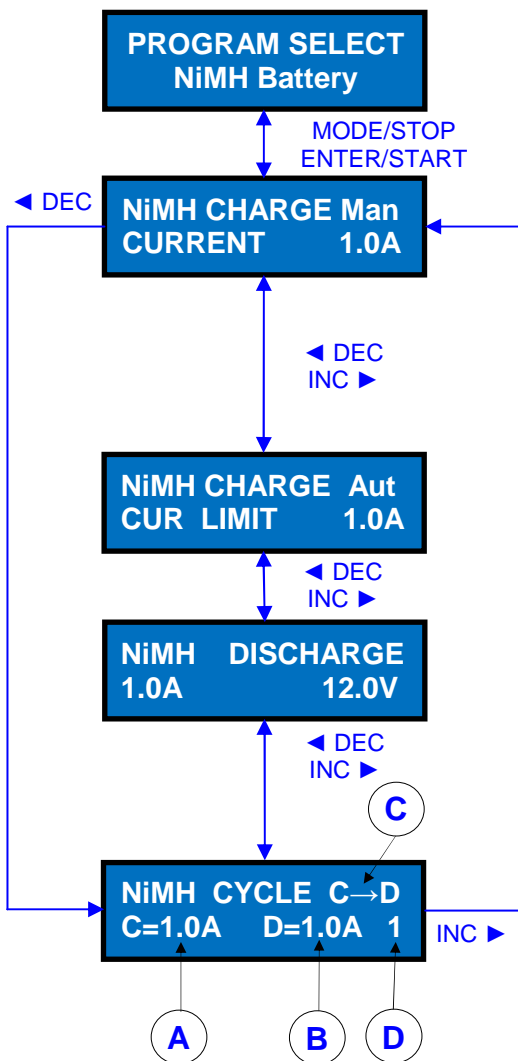 PROGRAM SELECT
NiMH Battery
MODE/STOP
ENTER/START
◄ DEC
NiMH CHARGE Man
CURRENT 1.0A
◄ DEC
INC ►
NiMH CHARGE Aut
CUR LIMIT 1.0A
◄ DEC
INC ►
NiMH DISCHARGE
1.0A 12.0V
◄ DEC
INC ►
C
NiMH CYCLE C→D
C=1.0A D=1.0A 1
INC ►
A
B
D